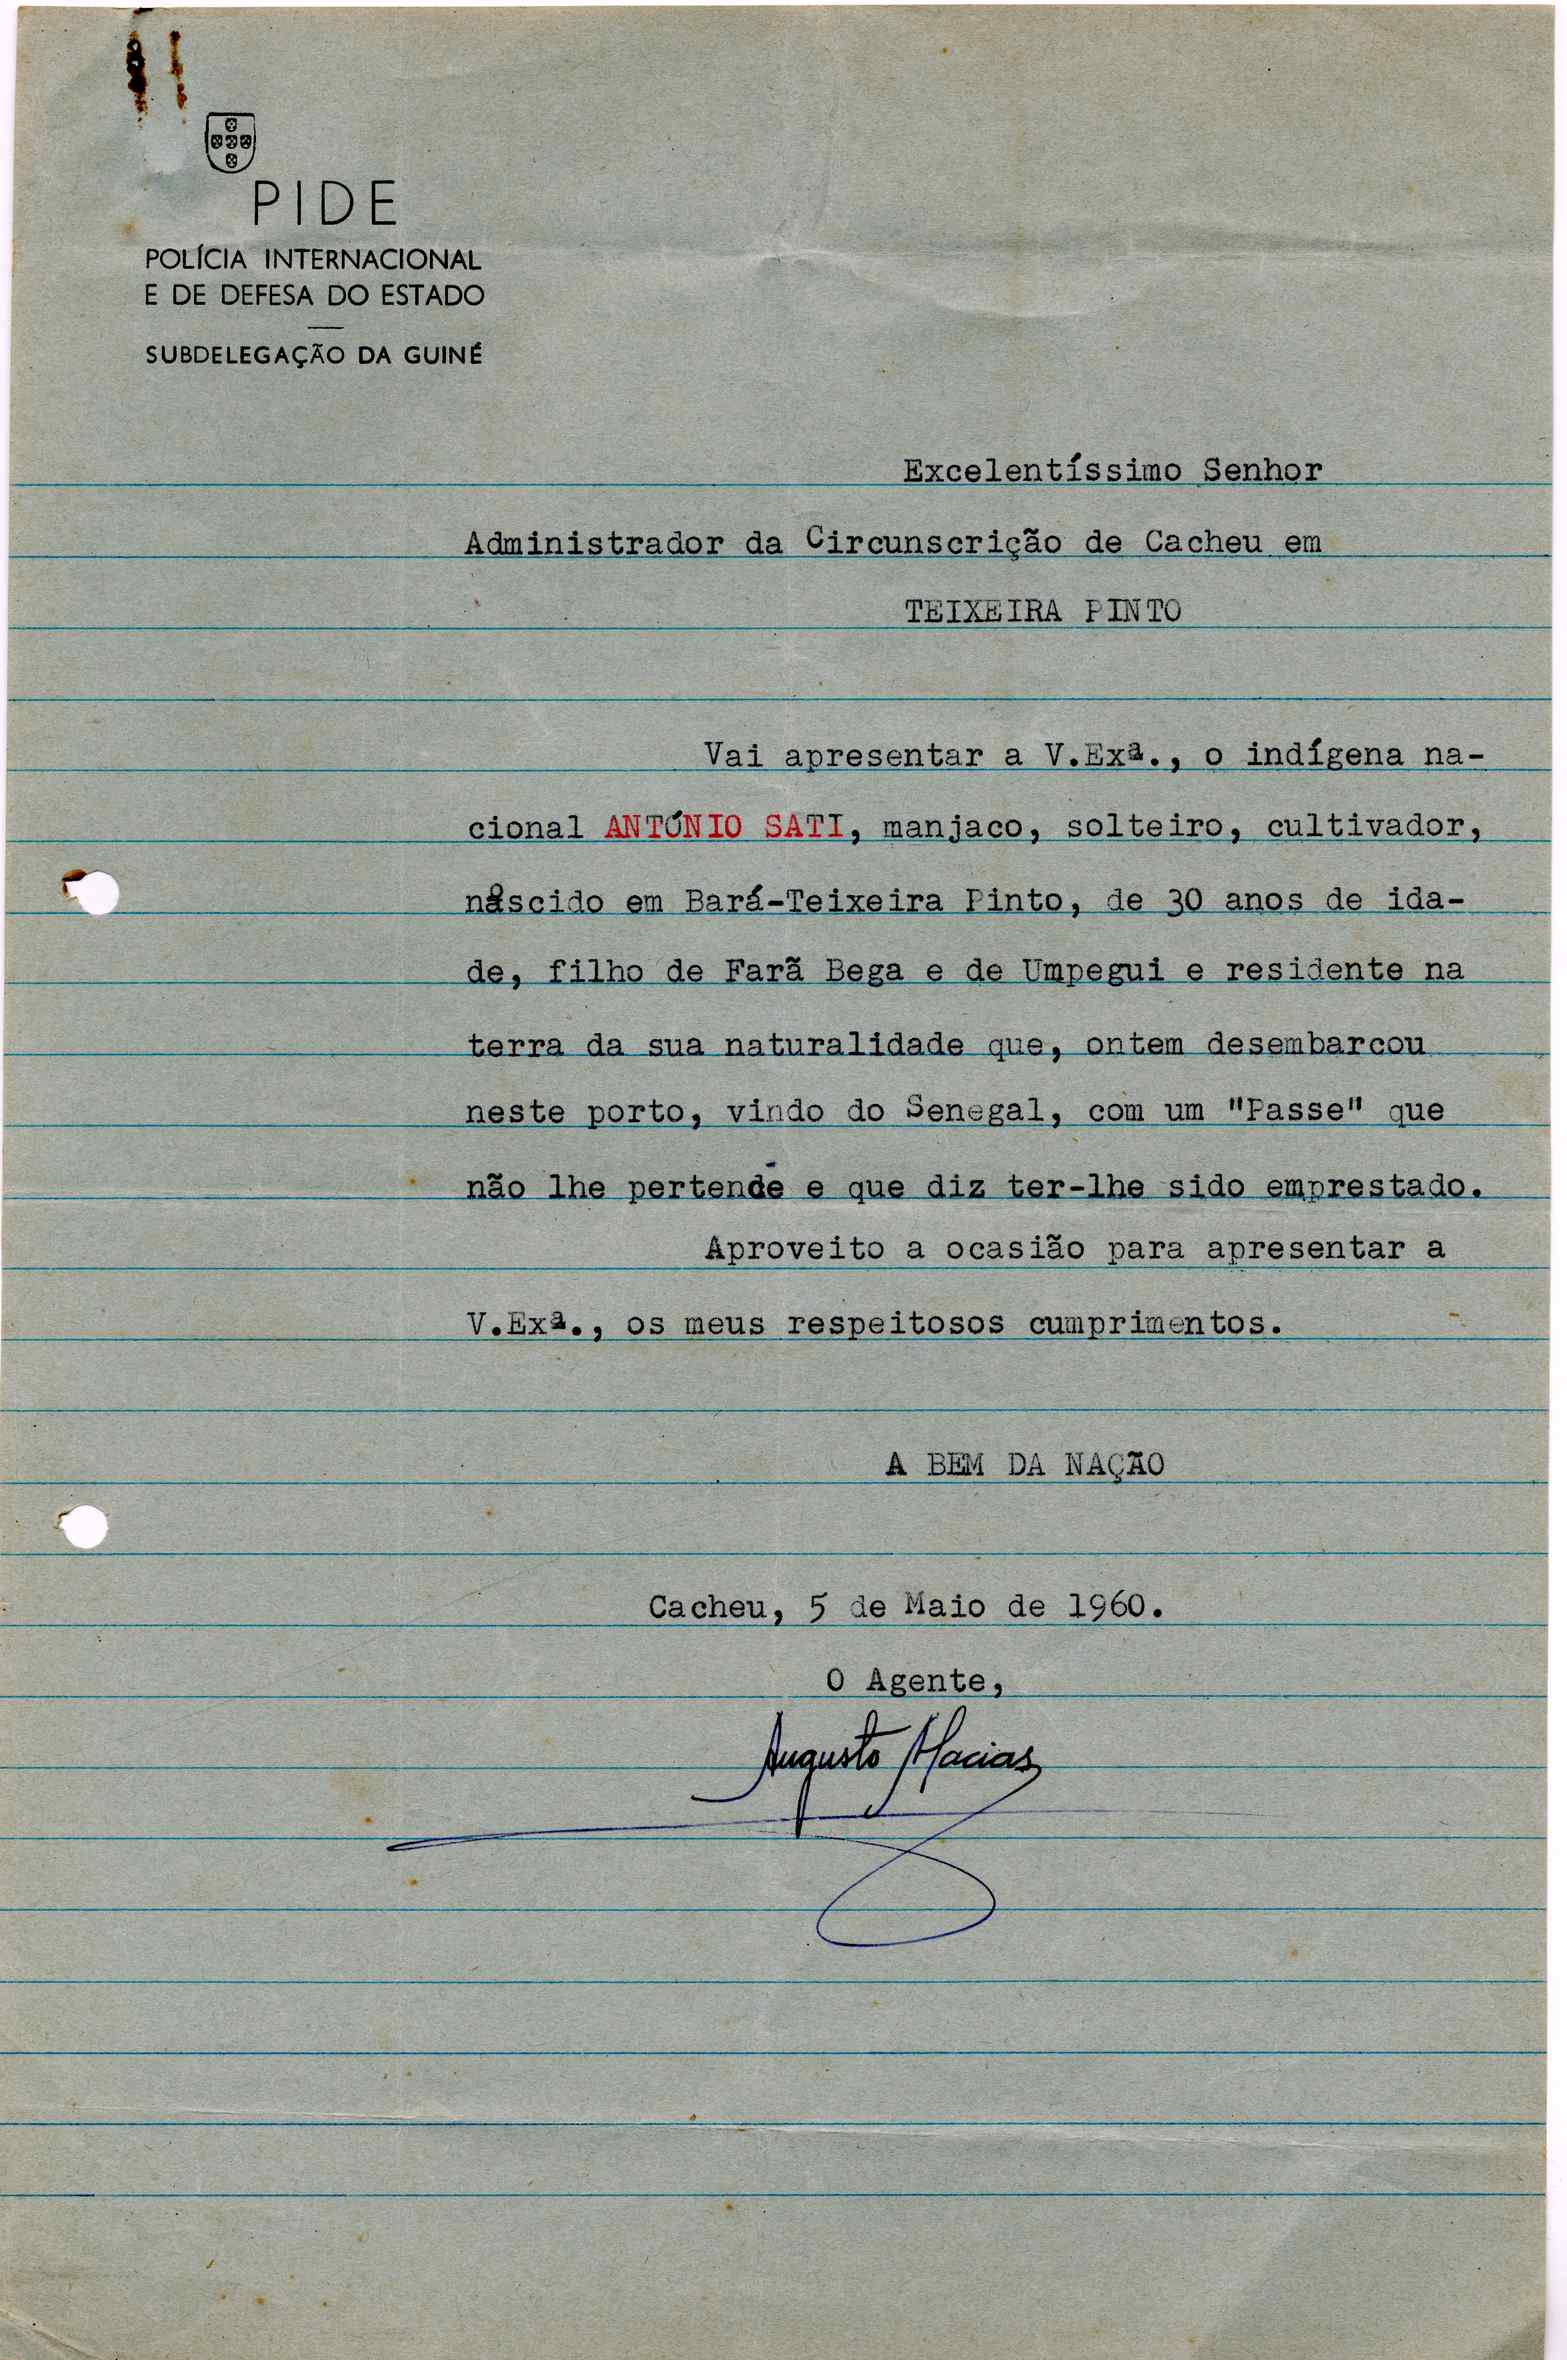 PIDE
POLÍCIA INTERNACIONAL
E DE DEFESA DO ESTADO
SUBDELEGAÇÃO DA GUINÉ
Excelentíssimo Senhor
Administrador da Circunscrição de Cacheu em
TEIXEIRA PINTO
Vai apresentar a V.Exª., o indígena na-
cional ANTÓNIO SATI, manjaco, solteiro, cultivador,
nascido em Bará-Teixeira Pinto, de 30 anos de ida-
de, filho de Farã Bega e de Umpegui e residente na
terra da sua naturalidade que, ontem desembarcou
neste porto, vindo do Senegal, com um "Passe" que
não lhe pertence e que diz ter-lhe sido emprestado.
Aproveito a ocasião para apresentar a
V.Exª., os meus respeitosos cumprimentos.
A BEM DA NAÇÃO
Cacheu, 5 de Maio de 1960.
O Agente,
Augusto Macias